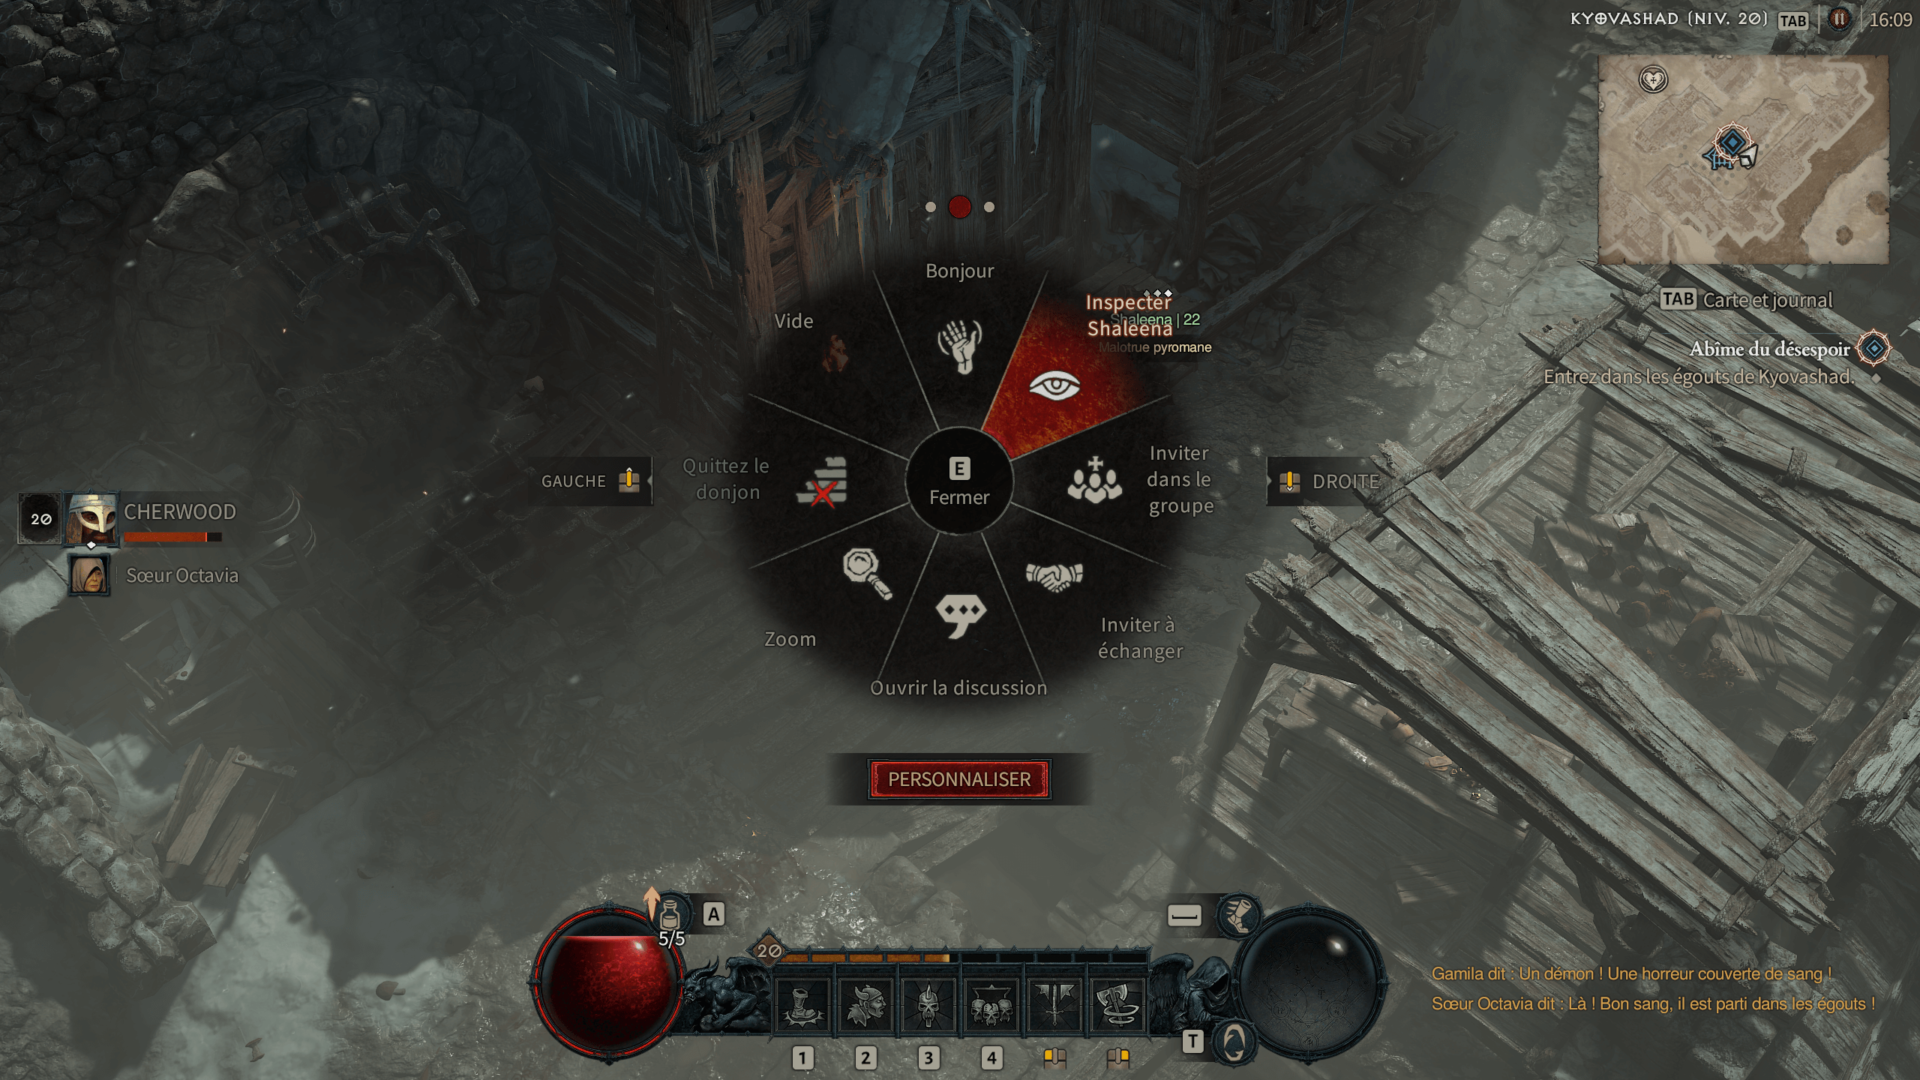 KYOVASHAD (NIV. 20) TAB 16:09
Bonjour
Vide
Inspecter
Shaleena
Shaleena | 22
Malotrue pyromane
TAB Carte et journal
Abîme du désespoir
Entrez dans les égouts de Kyovashad.
GAUCHE
Quittez le
donjon
E
Fermer
Inviter
dans le
groupe
DROITE
20 CHERWOOD
Sœur Octavia
Zoom
Inviter à
échanger
Ouvrir la discussion
PERSONNALISER
A
5/5
20
Gamila dit : Un démon ! Une horreur couverte de sang !
Sœur Octavia dit : Là ! Bon sang, il est parti dans les égouts !
T
1 2 3 4